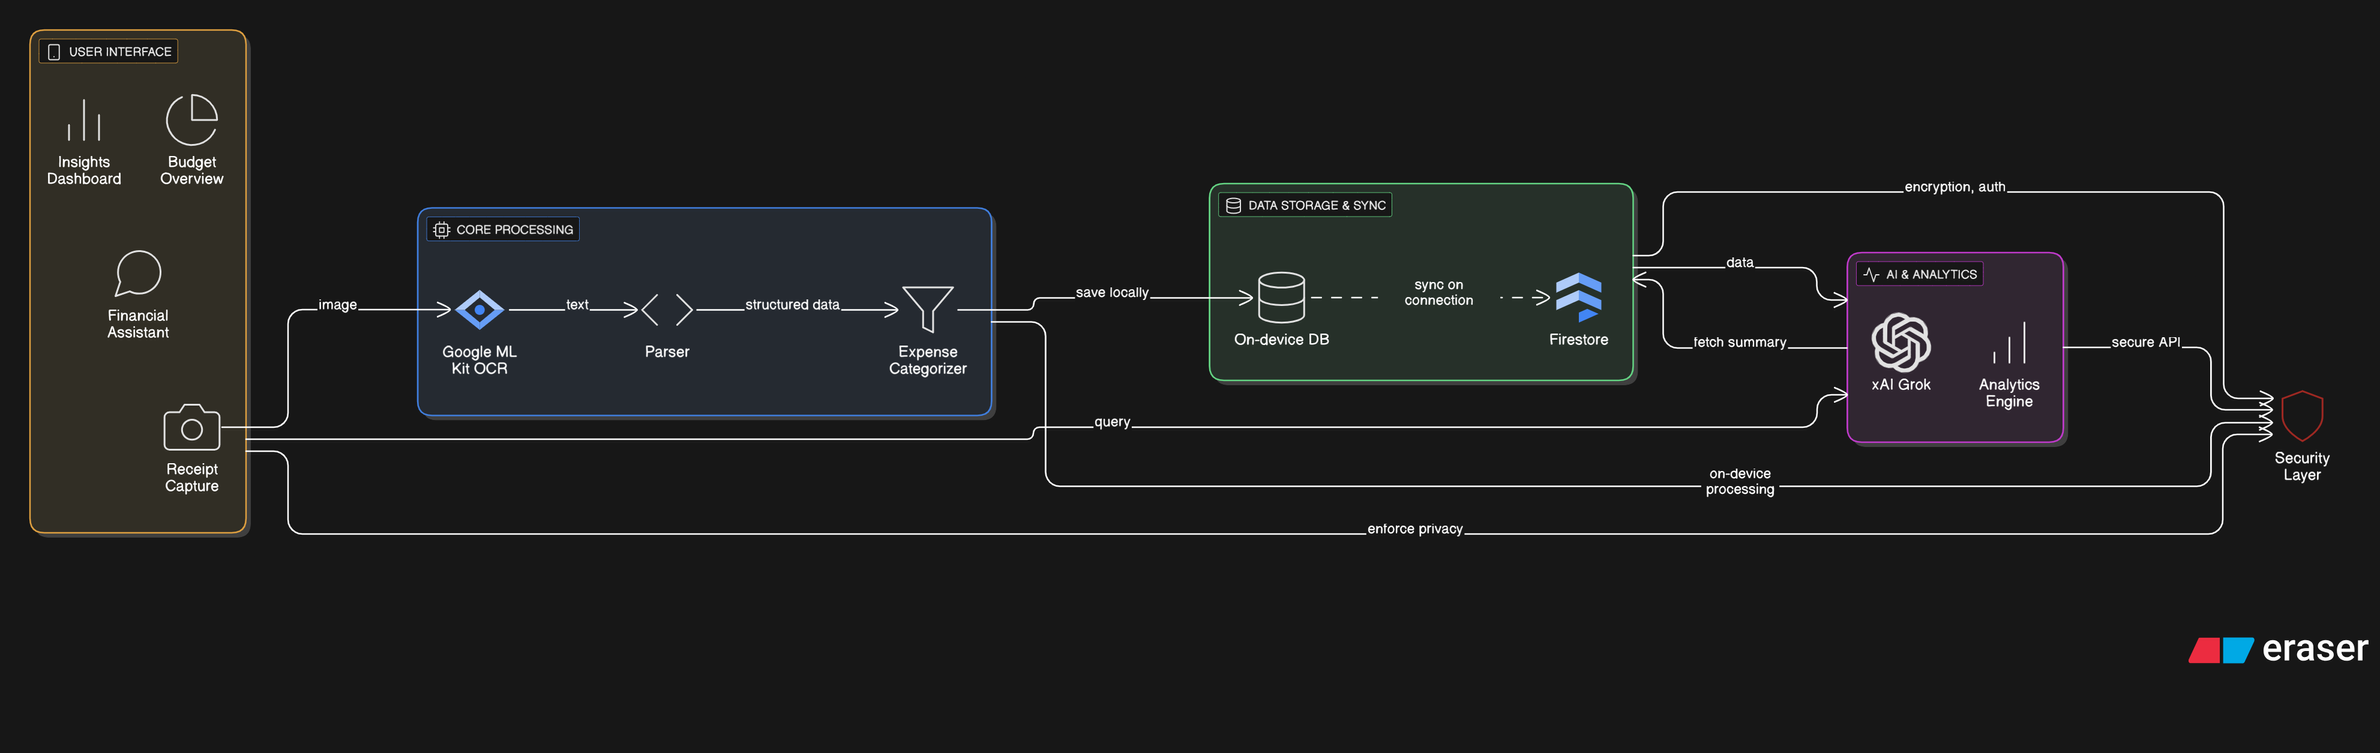 USER INTERFACE
Insights
Dashboard
Budget
Overview
Financial
Assistant
Receipt
Capture
image
CORE PROCESSING
Google ML
Kit OCR
text
Parser
structured data
Expense
Categorizer
save locally
DATA STORAGE & SYNC
On-device DB
sync on
connection
Firestore
encryption, auth
data
fetch summary
query
AI & ANALYTICS
xAI Grok
Analytics
Engine
secure API
on-device
processing
enforce privacy
Security
Layer
eraser